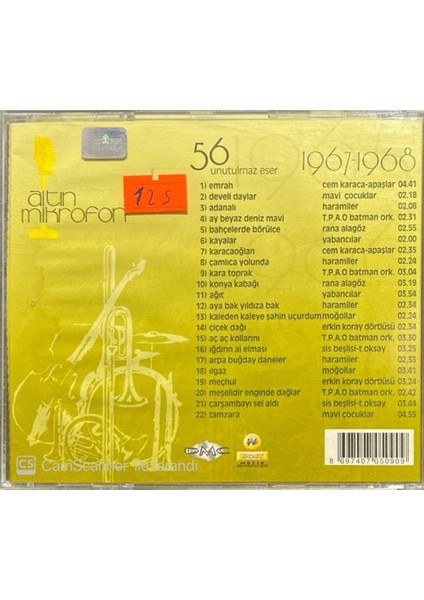 altın
mikrofon
125
56
unutulmaz eser
1967-1968
1) emrah cem karaca-apaşlar 04.41
2) develi daylar mavi çocuklar 02.18
3) adanalı haramiler 02.08
4) ay beyaz deniz mavi T.P.A.O batman ork. 02.31
5) bahçelerde börülce rana alagöz 02.55
6) kayalar yabancılar 02.00
7) karacaoğlan cem karaca-apaşlar 02.35
8) çamlıca yolunda haramiler 02.24
9) kara toprak T.P.A.O batman ork. 03.04
10) konya kabağı rana alagöz 03.19
11) ağıt yabancılar 03.54
12) aya bak yıldıza bak haramiler 02.34
13) kaleden kaleye şahin uçurdum moğollar 02.24
14) çiçek dağı erkin koray dörtlüsü 02.34
15) aç aç kollarını T.P.A.O batman ork. 03.30
16) ığdırın al elması sis beşlisi-t.oksay 03.25
17) arpa buğday daneler haramiler 02.33
18) ılgaz moğollar 03.41
19) meçhul erkin koray dörtlüsü 03.24
20) meşelidir enginde dağlar T.P.A.O batman ork. 02.42
21) çarşambayı sel aldı sis beşlisi-t.oksay 03.44
22) tamzara mavi çocuklar 04.55
CS CamScanner ile tarandı
8 697407 050909